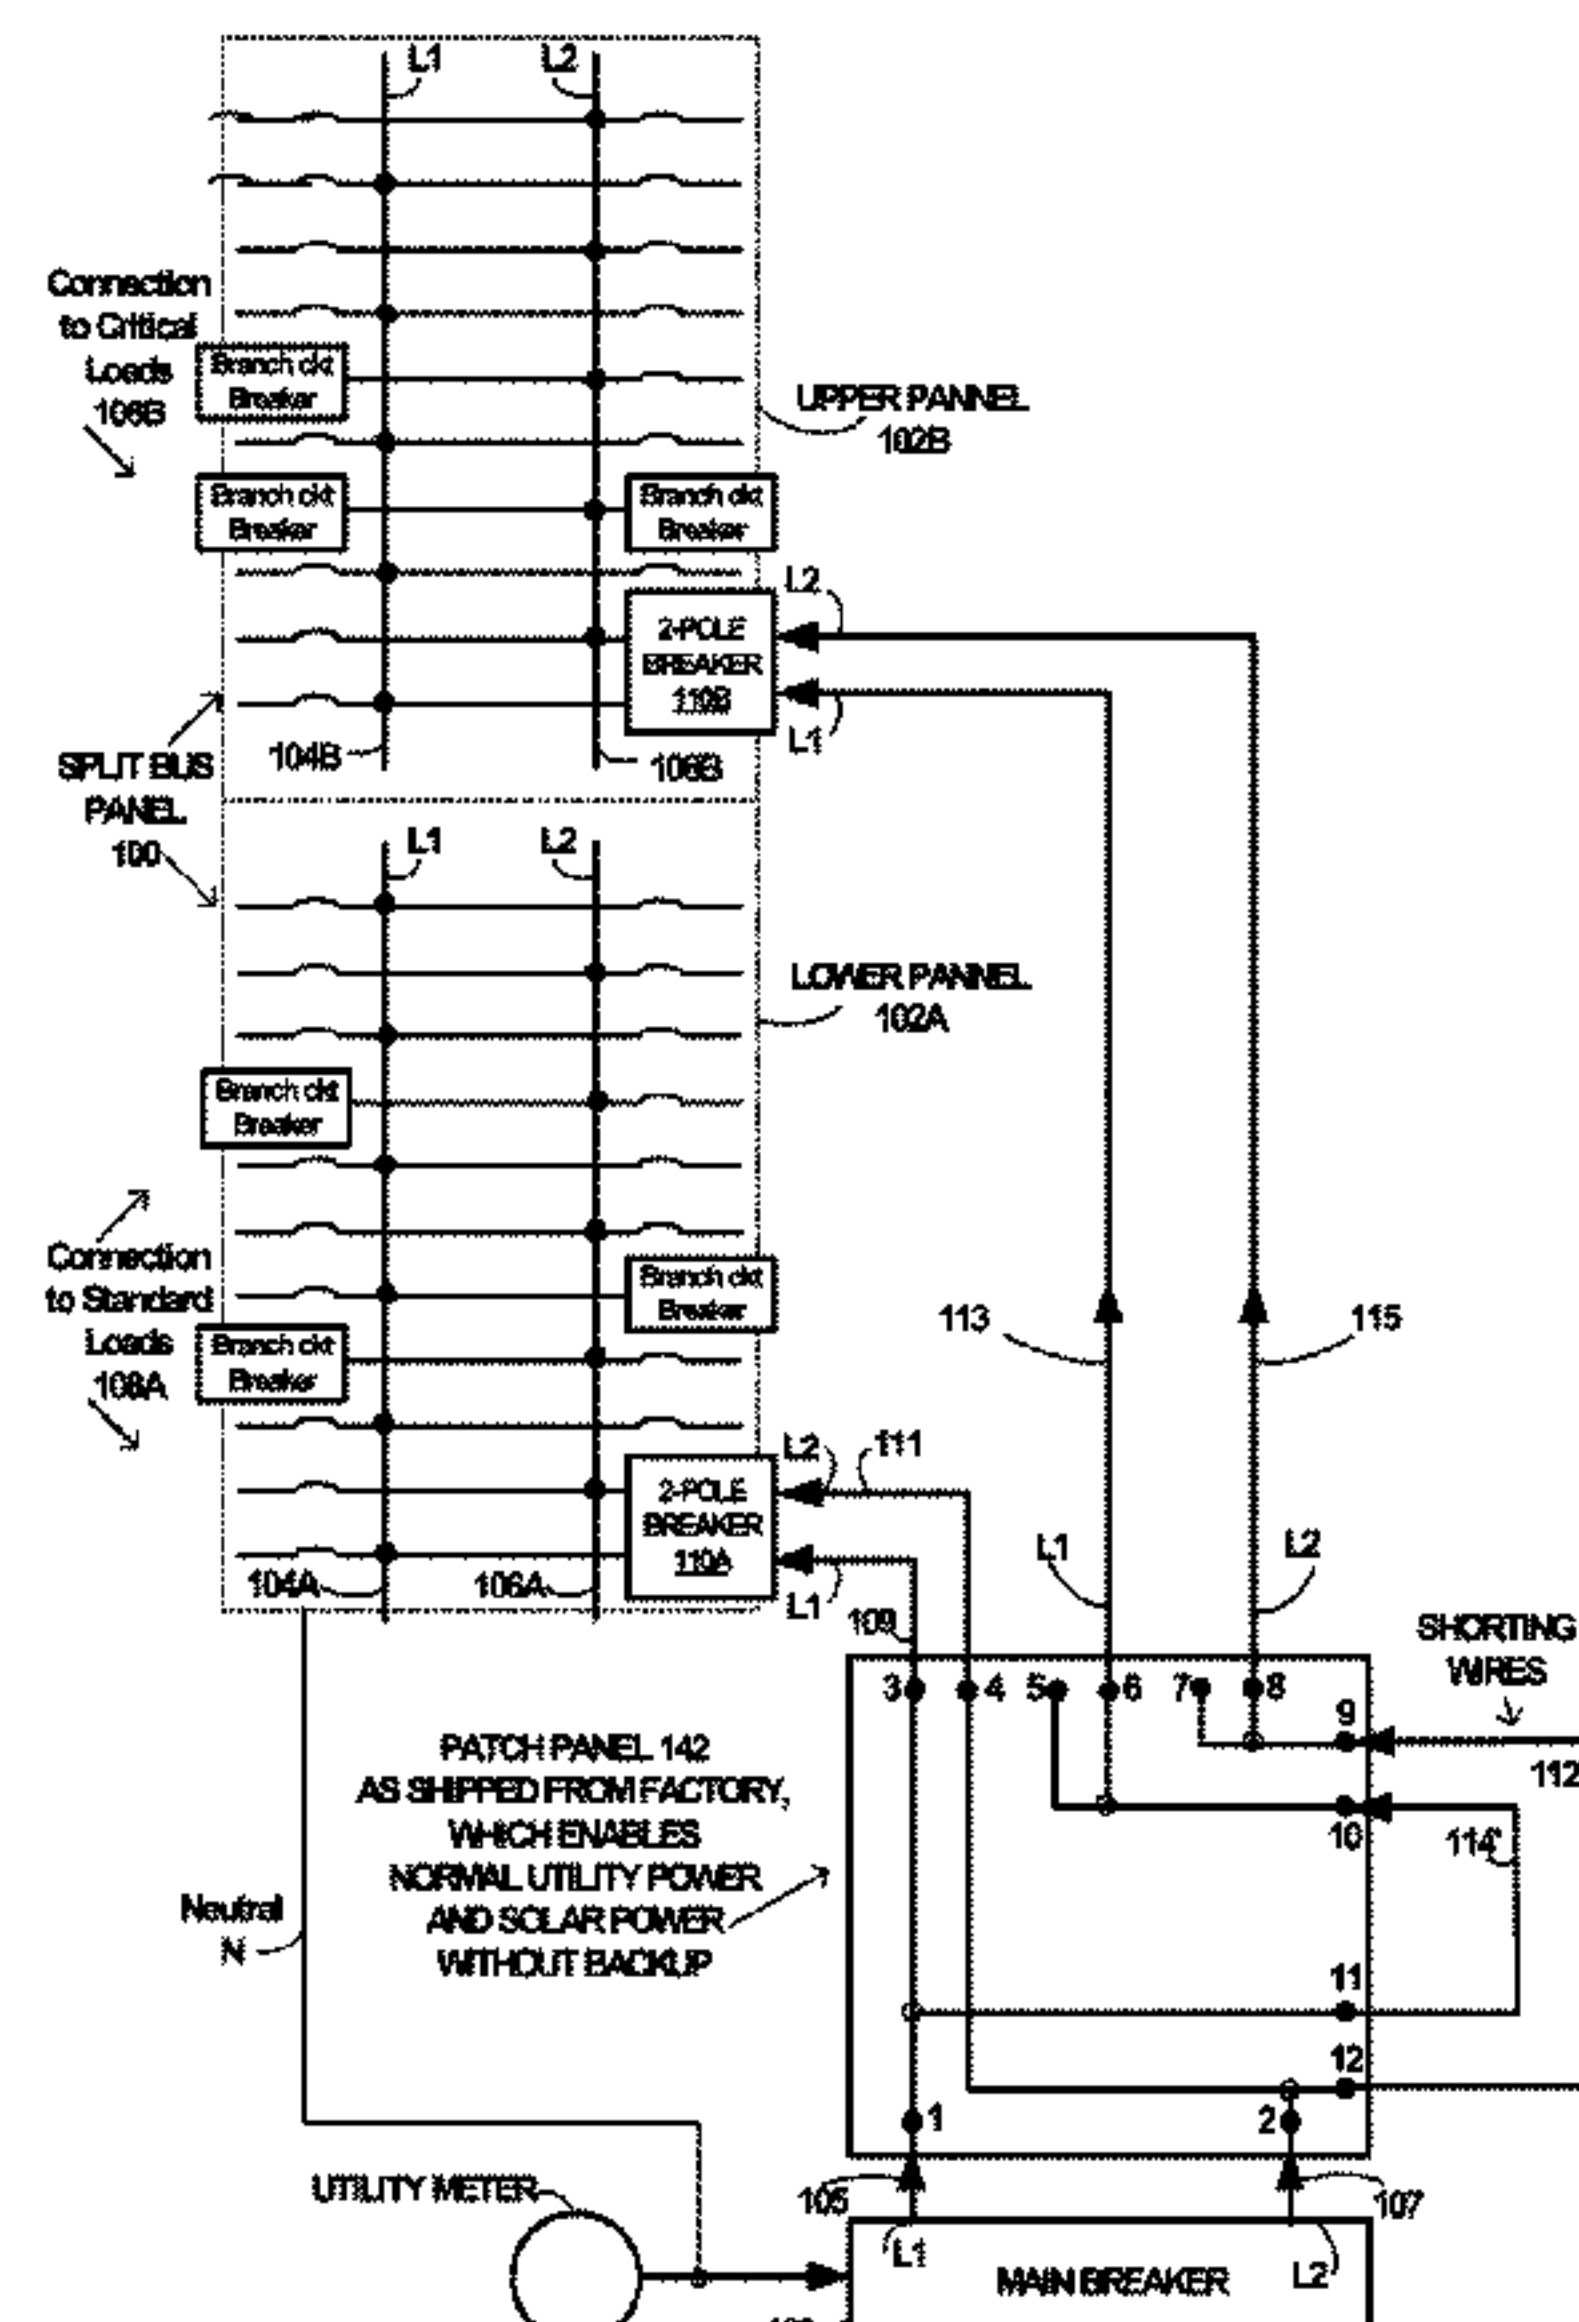 L1
L2
Connection
to Critical
Loads
106B
Branch ckt
Breaker
UPPER PANNEL
102B
Branch ckt
Breaker
Branch ckt
Breaker
L2
2-POLE
BREAKER
110B
L1
104B
106B
SPLIT BUS
PANEL
100
L1
L2
LOWER PANNEL
102A
Branch ckt
Breaker
Connection
to Standard
Loads
108A
Branch ckt
Breaker
Branch ckt
Breaker
113
115
L2
111
2-POLE
BREAKER
110A
L1
104A
106A
109
L1
L2
SHORTING
WIRES
3
4
5
6
7
8
9
112
10
114
PATCH PANEL 142
AS SHIPPED FROM FACTORY,
WHICH ENABLES
NORMAL UTILITY POWER
AND SOLAR POWER
WITHOUT BACKUP
Neutral
N
11
12
1
2
UTILITY METER
105
107
L1
MAIN BREAKER
L2